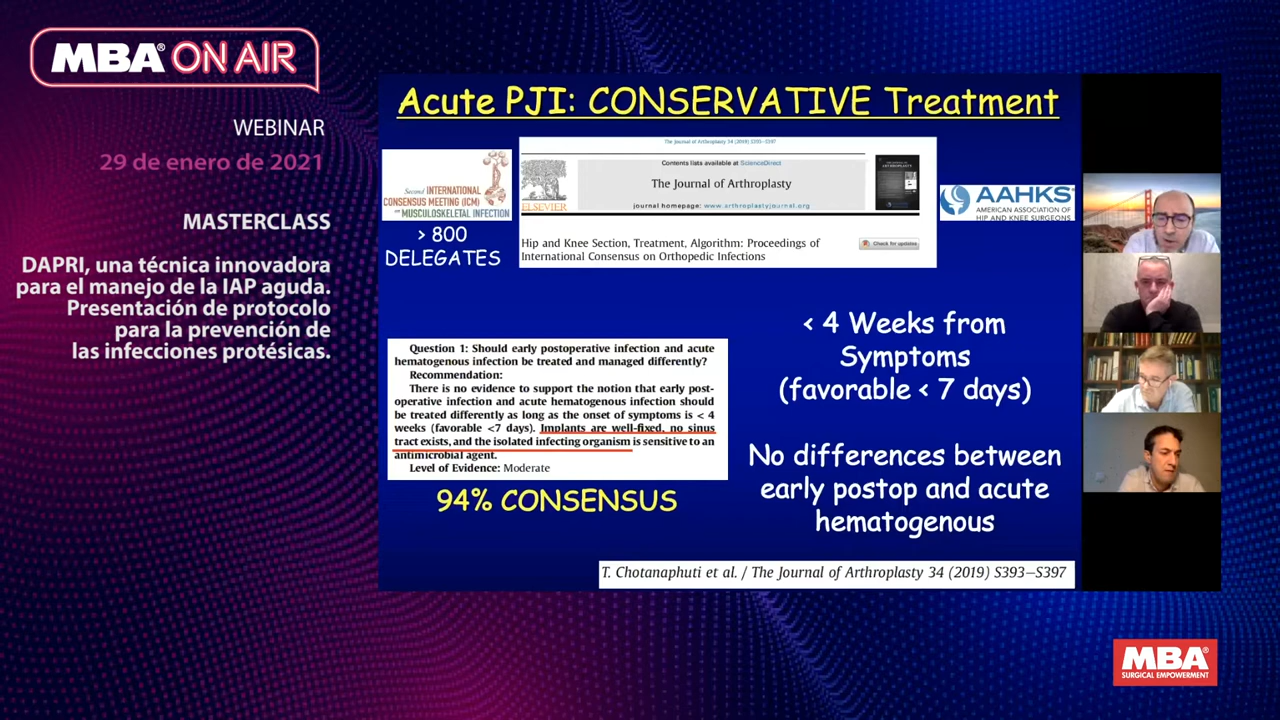 MBA® ON AIR
WEBINAR
29 de enero de 2021
MASTERCLASS
DAPRI, una técnica innovadora
para el manejo de la IAP aguda.
Presentación de protocolo
para la prevención de
las infecciones protésicas.
Acute PJI: CONSERVATIVE Treatment
Second INTERNATIONAL
CONSENSUS MEETING (ICM)
on MUSCULOSKELETAL INFECTION
> 800
DELEGATES
The Journal of Arthroplasty 34 (2019) S393–S397
Contents lists available at ScienceDirect
The Journal of Arthroplasty
journal homepage: www.arthroplastyjournal.org
ELSEVIER
Hip and Knee Section, Treatment, Algorithm: Proceedings of
International Consensus on Orthopedic Infections
Check for updates
AAHKS
AMERICAN ASSOCIATION OF
HIP AND KNEE SURGEONS
Question 1: Should early postoperative infection and acute
hematogenous infection be treated and managed differently?
Recommendation:
There is no evidence to support the notion that early post-
operative infection and acute hematogenous infection should
be treated differently as long as the onset of symptoms is < 4
weeks (favorable <7 days). Implants are well-fixed, no sinus
tract exists, and the isolated infecting organism is sensitive to an
antimicrobial agent.
Level of Evidence: Moderate
94% CONSENSUS
< 4 Weeks from
Symptoms
(favorable < 7 days)
No differences between
early postop and acute
hematogenous
T. Chotanaphuti et al. / The Journal of Arthroplasty 34 (2019) S393–S397
MBA®
SURGICAL EMPOWERMENT